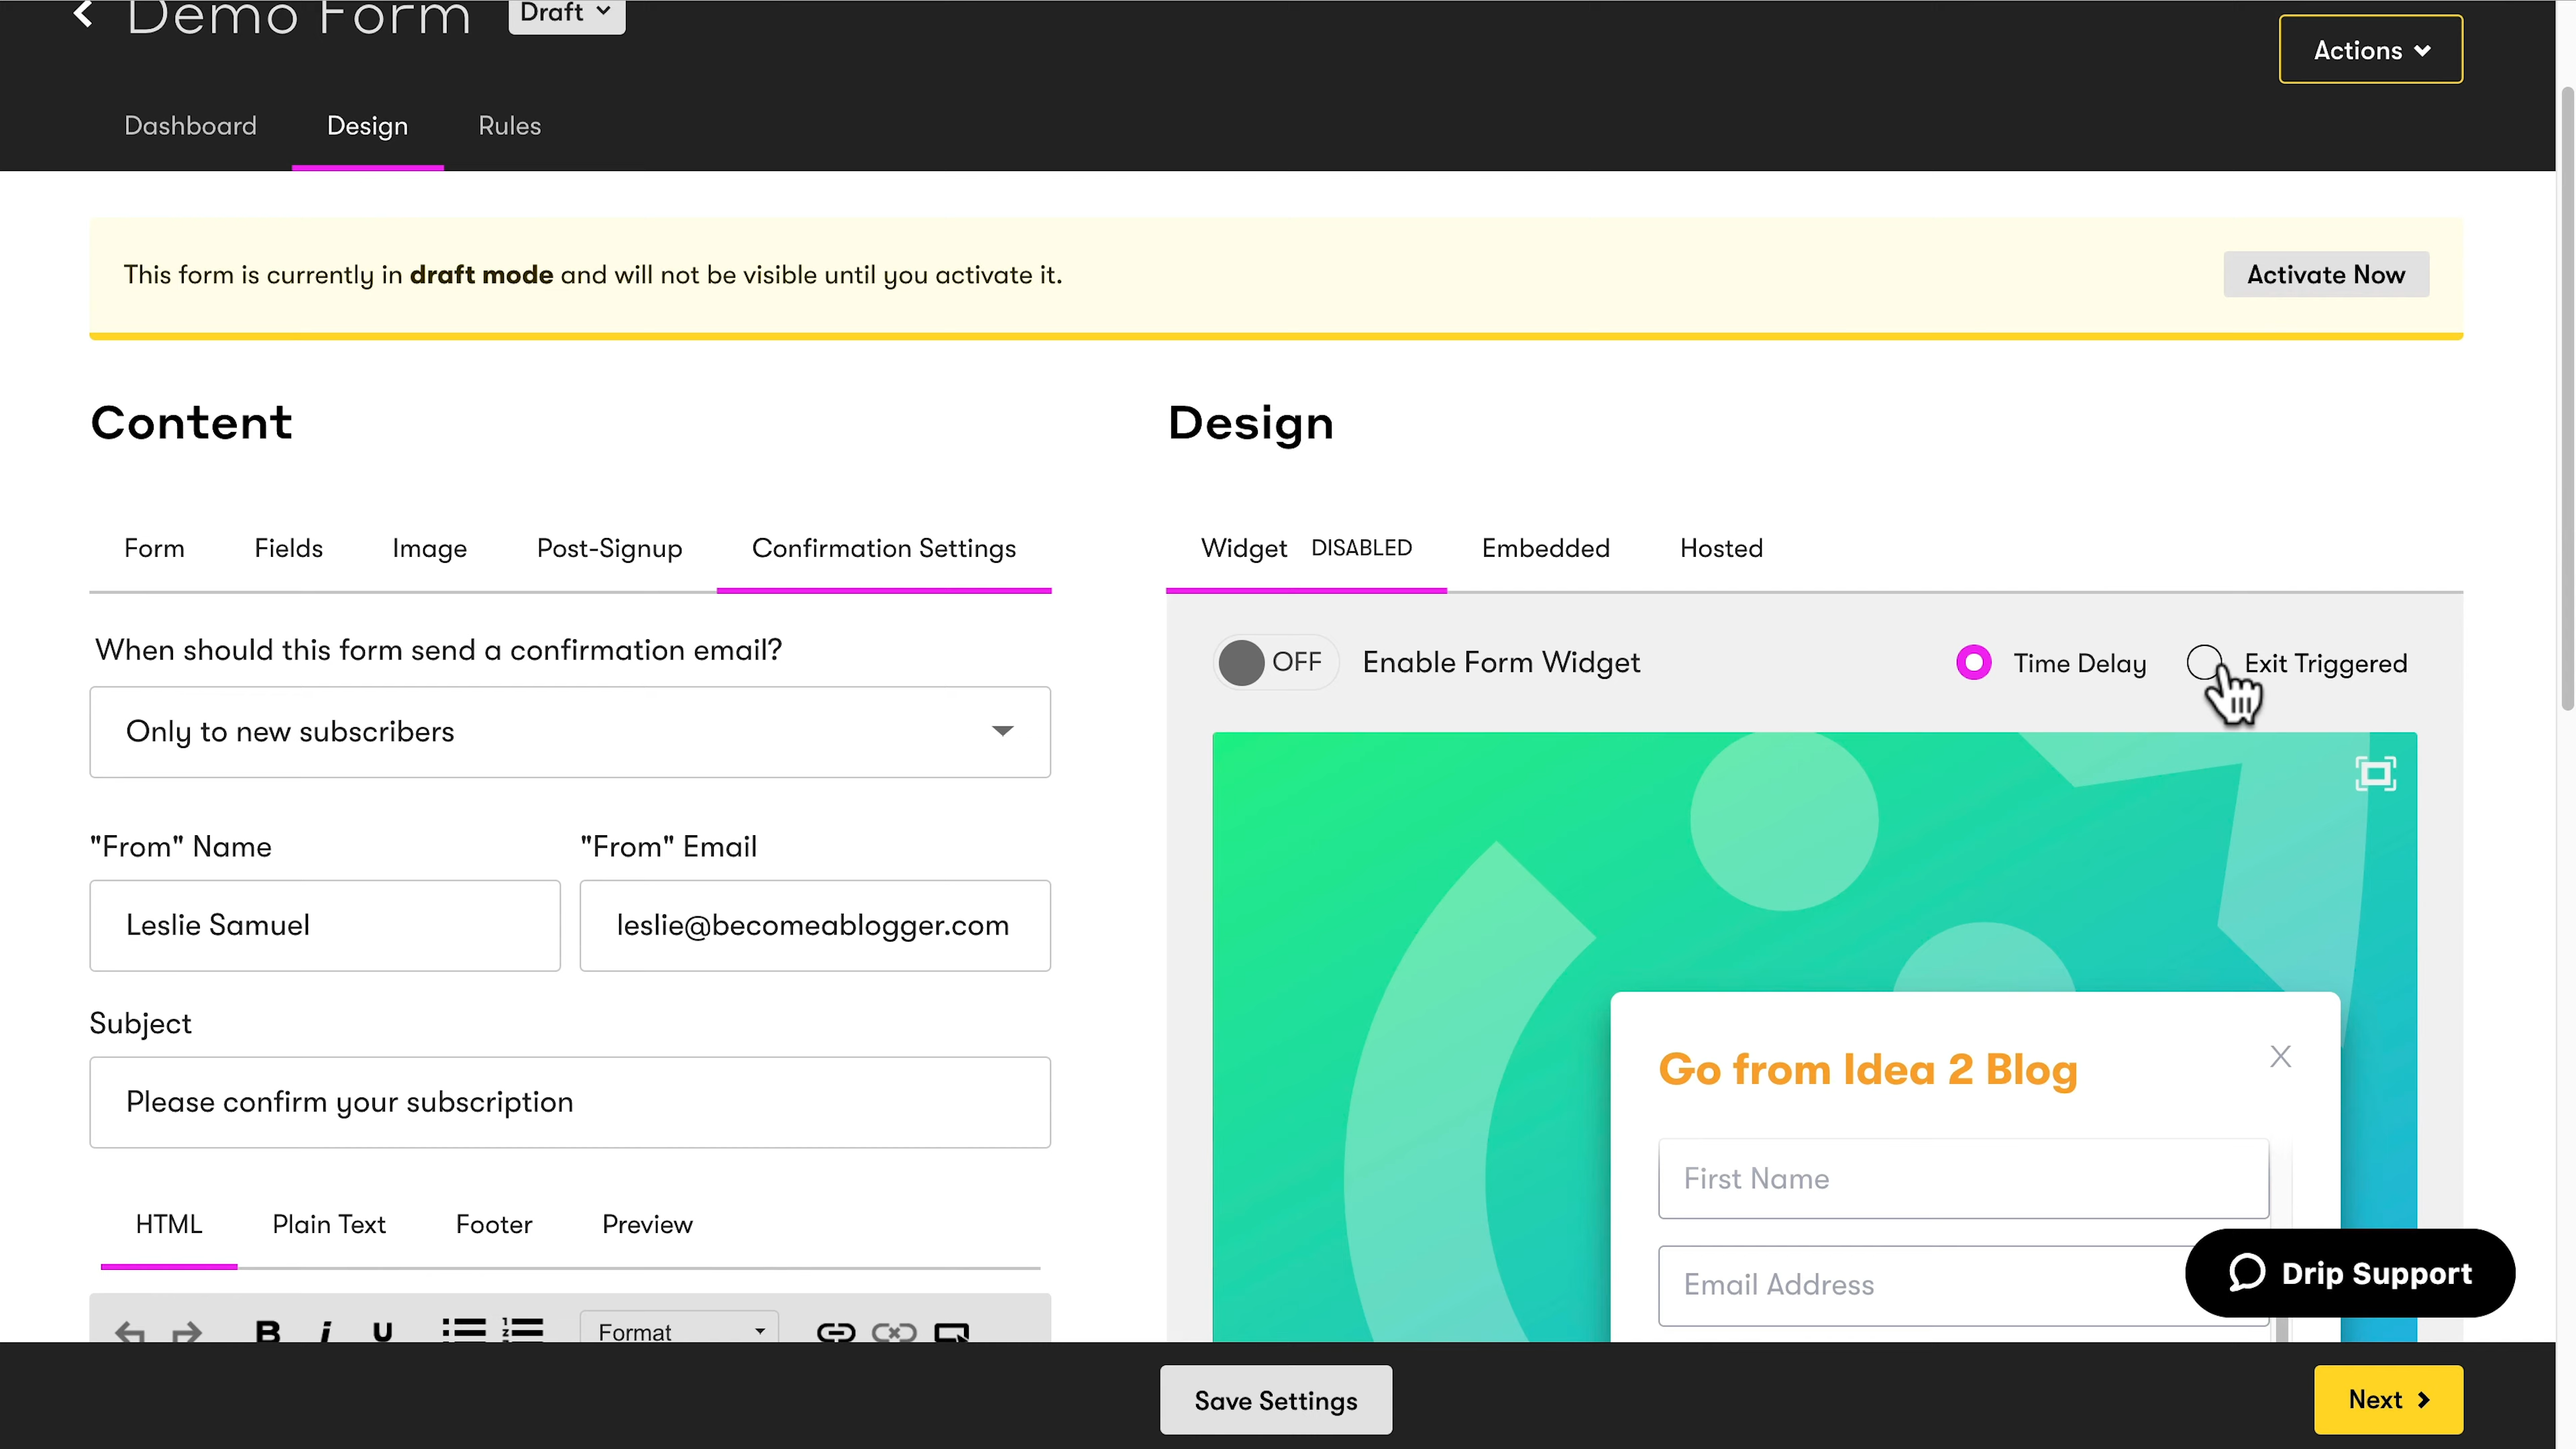 Demo Form
Draft
Actions
Dashboard
Design
Rules
This form is currently in draft mode and will not be visible until you activate it.
Activate Now
Content
Design
Form
Fields
Image
Post-Signup
Confirmation Settings
Widget DISABLED
Embedded
Hosted
When should this form send a confirmation email?
Only to new subscribers
OFF
Enable Form Widget
Time Delay
Exit Triggered
"From" Name
"From" Email
Leslie Samuel
leslie@becomeablogger.com
Subject
Please confirm your subscription
HTML
Plain Text
Footer
Preview
B i U
Format
Go from Idea 2 Blog
X
First Name
Email Address
Drip Support
Save Settings
Next